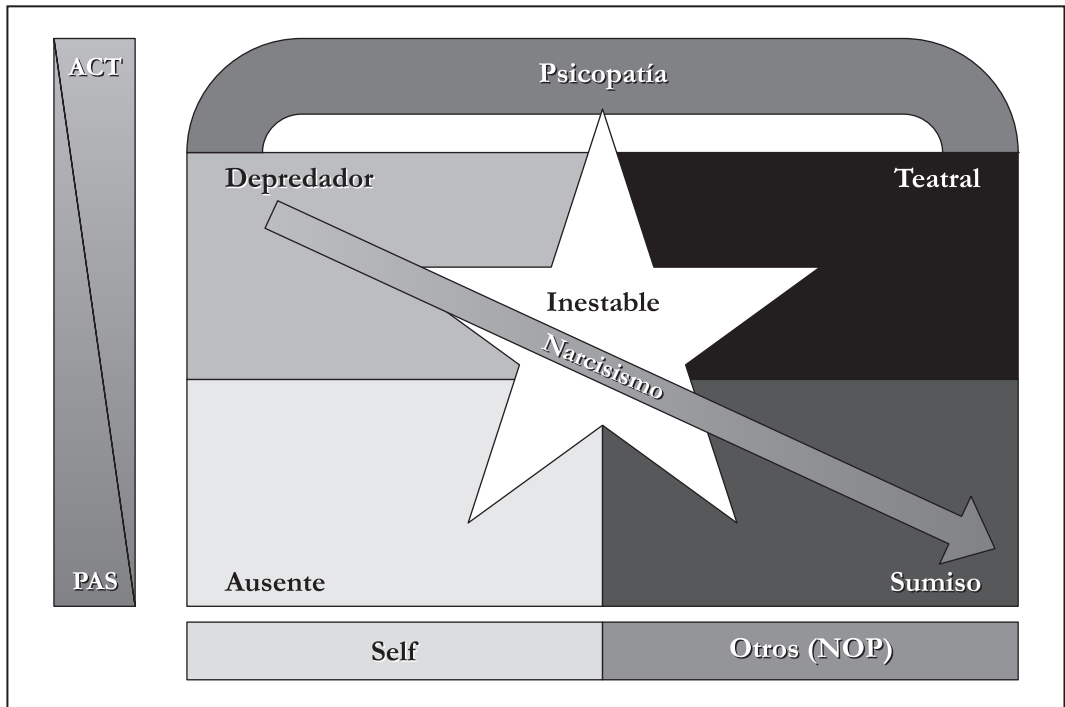 ACT
Psicopatía
Depredador
Teatral
Inestable
Narcisismo
PAS
Ausente
Sumiso
Self
Otros (NOP)